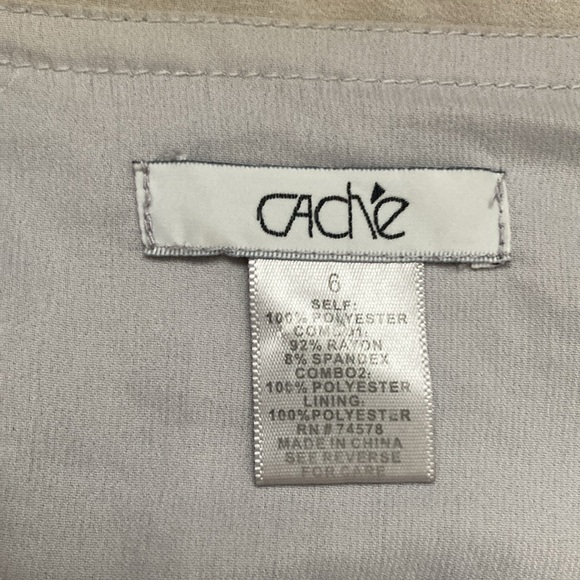 CAChé
6
SELF:
100% POLYESTER
COMBO1:
92% RAYON
8% SPANDEX
COMBO2:
100% POLYESTER
LINING:
100%POLYESTER
RN#74578
MADE IN CHINA
SEE REVERSE
FOR CARE